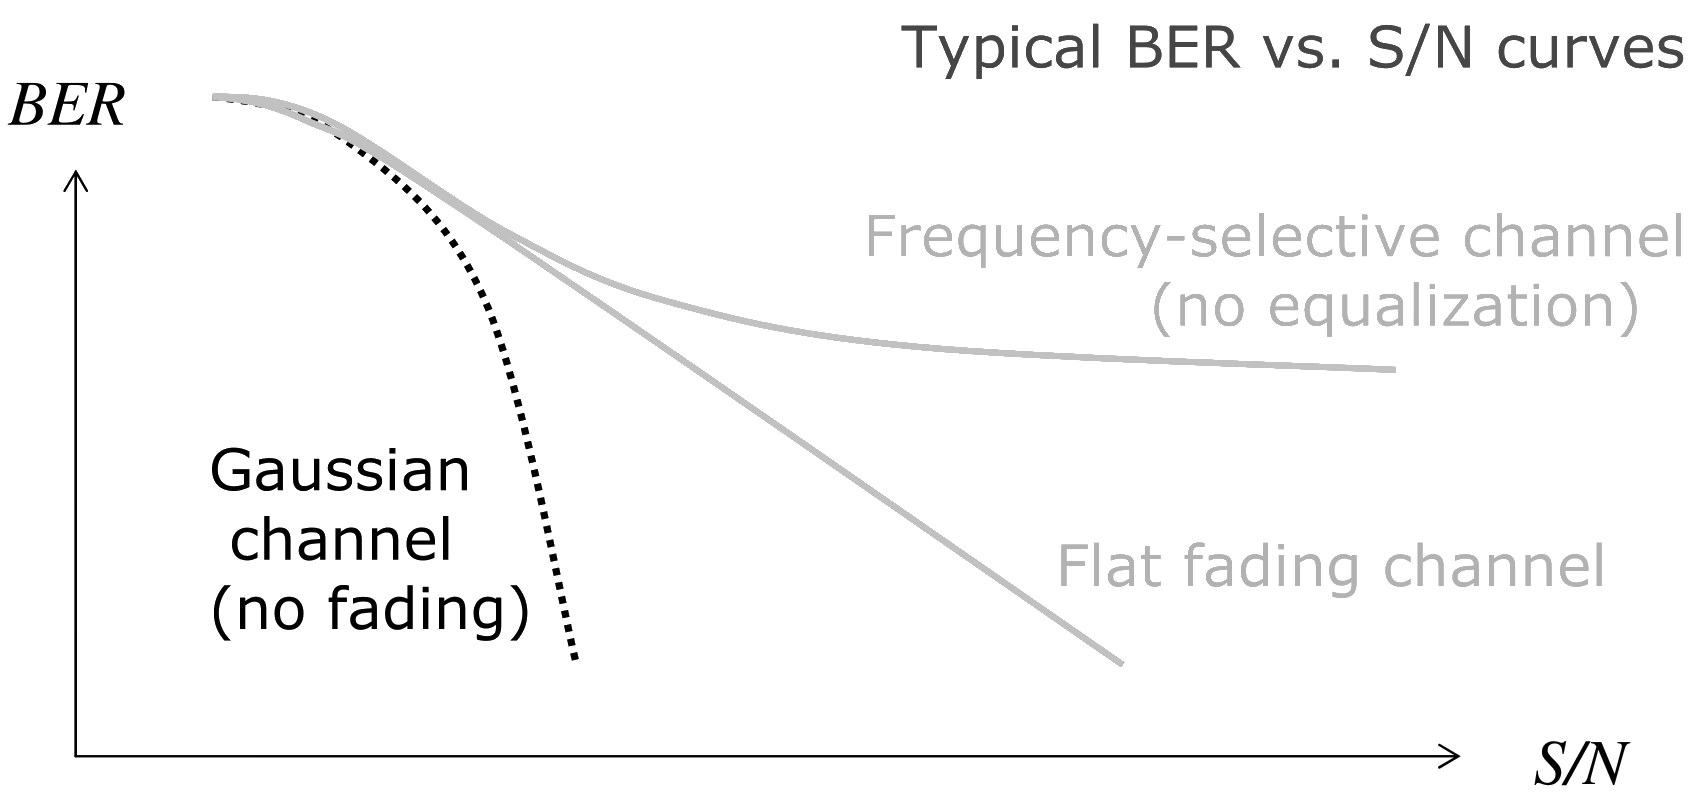 Typical BER vs. S/N curves
BER
Frequency-selective channel
(no equalization)
Gaussian
channel
(no fading)
Flat fading channel
S/N